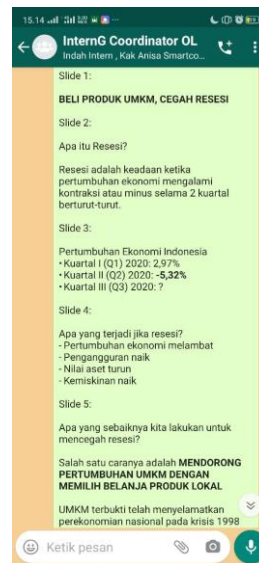 15.14
InternG Coordinator OL
Indah Intern , Kak Anisa Smartco...
Slide 1:
BELI PRODUK UMKM, CEGAH RESESI
Slide 2:
Apa itu Resesi?
Resesi adalah keadaan ketika
pertumbuhan ekonomi mengalami
kontraksi atau minus selama 2 kuartal
berturut-turut.
Slide 3:
Pertumbuhan Ekonomi Indonesia
• Kuartal I (Q1) 2020: 2,97%
• Kuartal II (Q2) 2020: -5,32%
• Kuartal III (Q3) 2020: ?
Slide 4:
Apa yang terjadi jika resesi?
- Pertumbuhan ekonomi melambat
- Pengangguran naik
- Nilai aset turun
- Kemiskinan naik
Slide 5:
Apa yang sebaiknya kita lakukan untuk
mencegah resesi?
Salah satu caranya adalah MENDORONG
PERTUMBUHAN UMKM DENGAN
MEMILIH BELANJA PRODUK LOKAL
UMKM terbukti telah menyelamatkan
perekonomian nasional pada krisis 1998
Ketik pesan